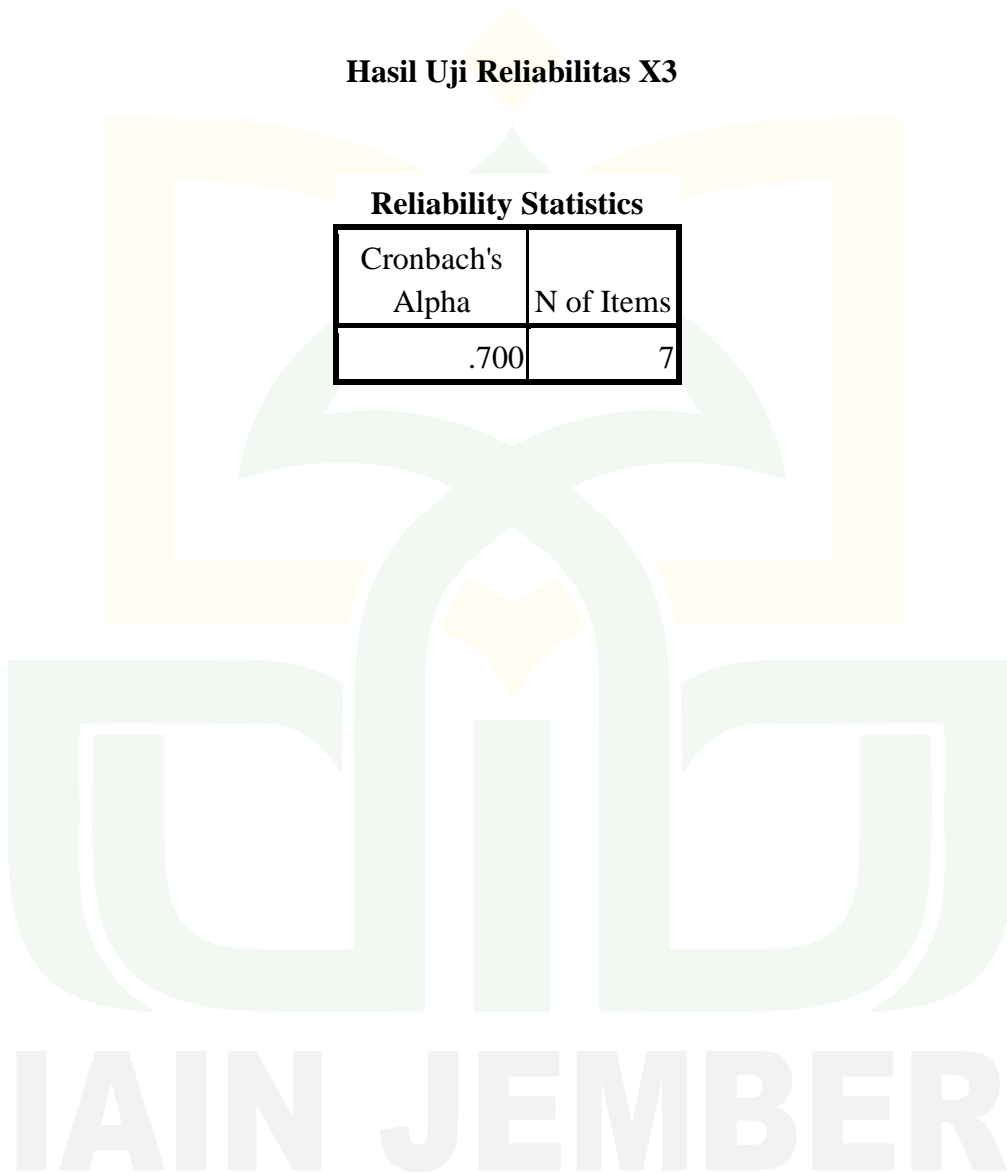 Hasil Uji Reliabilitas X3
Reliability Statistics
Cronbach's
Alpha N of Items
.700 7
IAIN JEMBER